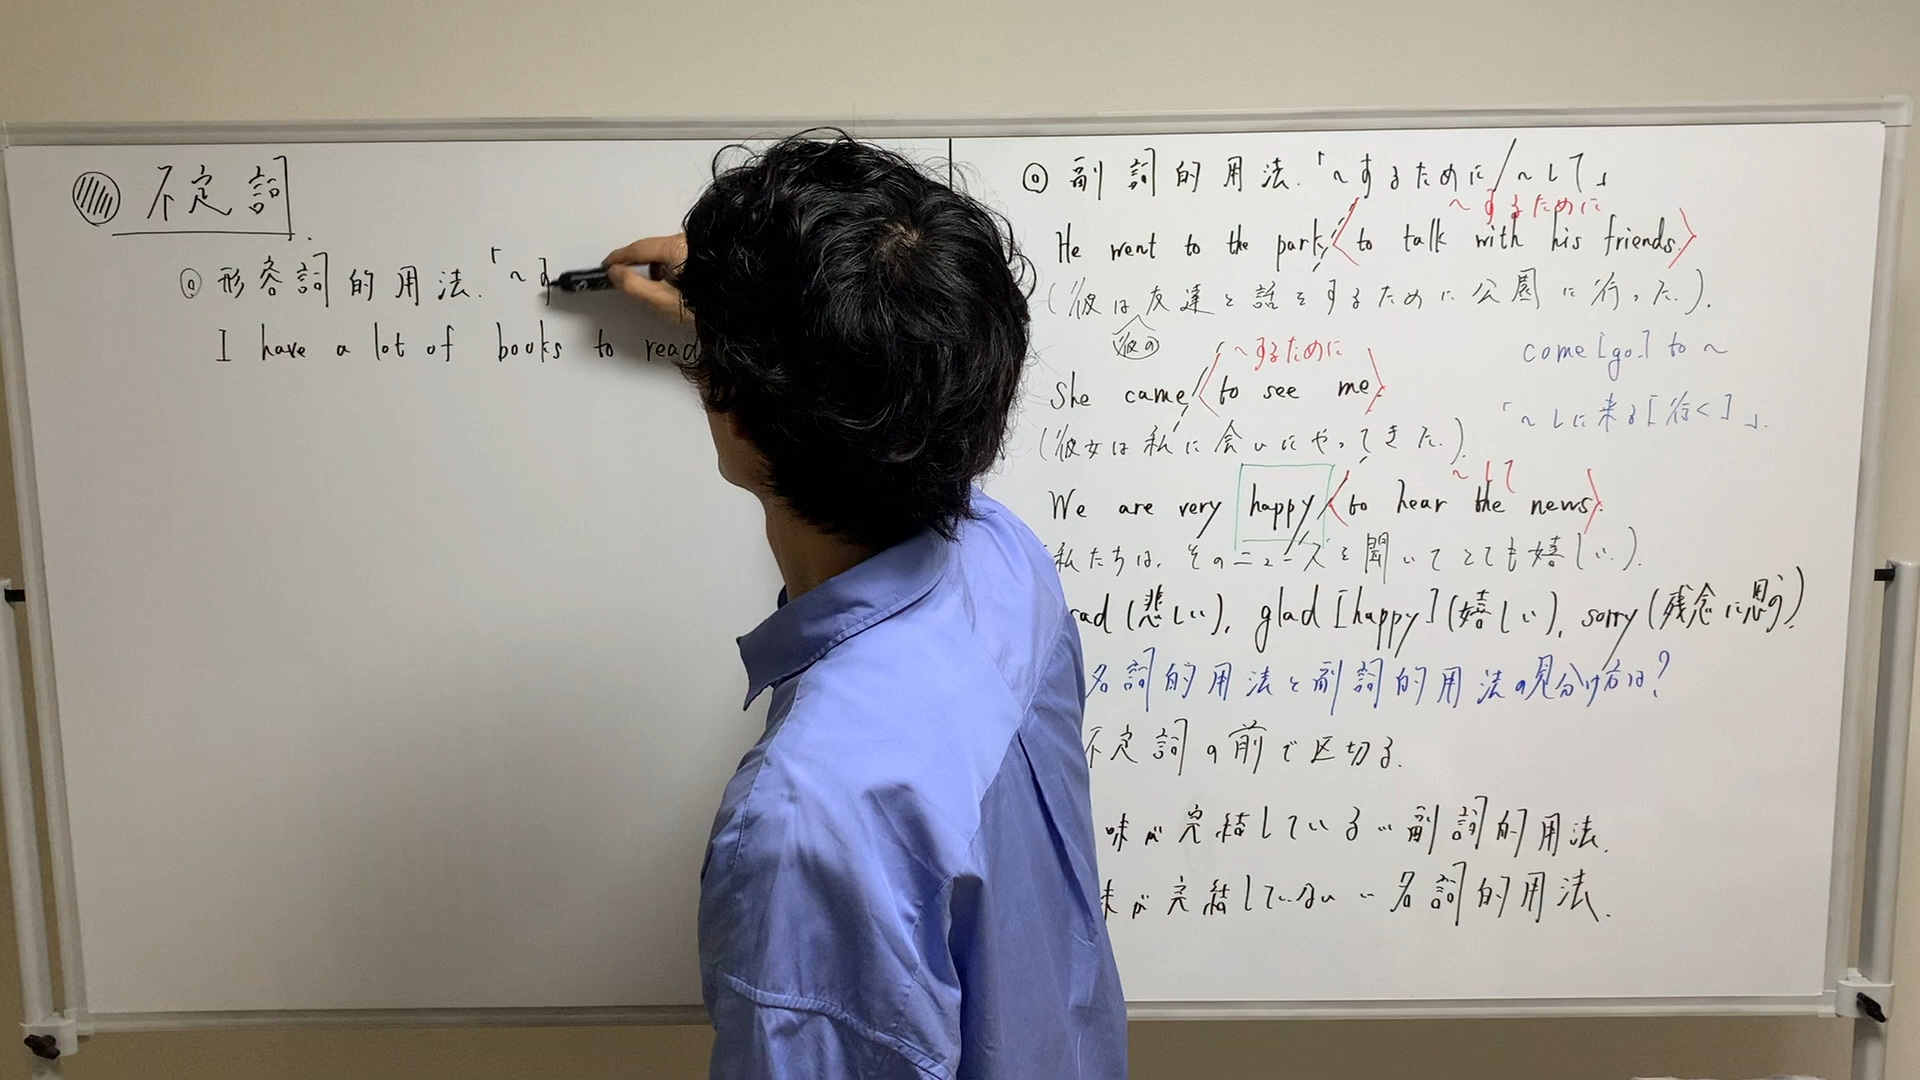 不定詞
形容詞的用法.「～す
I have a lot of books to read
副詞的用法.「～するために/～して」
～するために
He went to the park to talk with his friends.
(彼は友達と話をするために公園に行った.).
彼の
～するために
She came to see me.
(彼女は私に会いにやってきた.)
come [go] to ～
「～しに来る[行く]」.
～して
We are very happy to hear the news.
私たちは, そのニュースを聞いてとても嬉しい.).
sad (悲しい), glad [happy] (嬉しい), sorry (残念に思う).
名詞的用法と副詞的用法の見分け方は?
不定詞の前で区切る.
味が完結している…副詞的用法.
味が完結していない…名詞的用法.